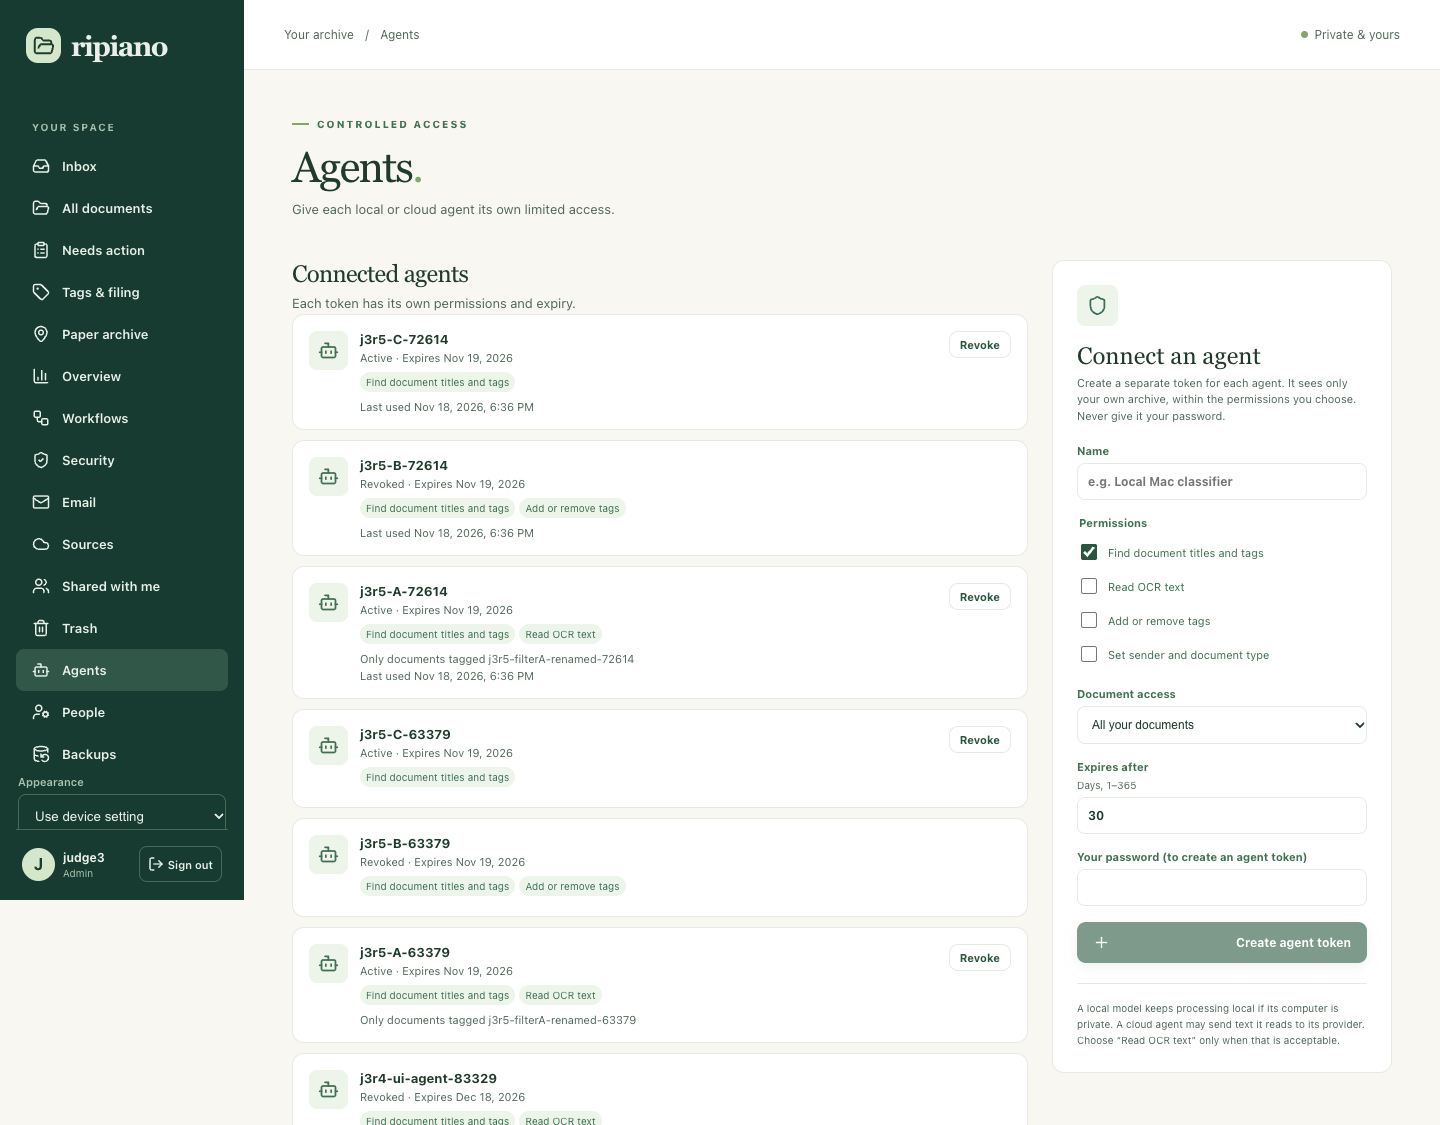 ripiano
YOUR SPACE
Inbox
All documents
Needs action
Tags & filing
Paper archive
Overview
Workflows
Security
Email
Sources
Shared with me
Trash
Agents
People
Backups
Appearance
Use device setting
J
judge3
Admin
Sign out
Your archive / Agents
Private & yours
CONTROLLED ACCESS
Agents.
Give each local or cloud agent its own limited access.
Connected agents
Each token has its own permissions and expiry.
j3r5-C-72614
Active · Expires Nov 19, 2026
Find document titles and tags
Last used Nov 18, 2026, 6:36 PM
Revoke
j3r5-B-72614
Revoked · Expires Nov 19, 2026
Find document titles and tags Add or remove tags
Last used Nov 18, 2026, 6:36 PM
j3r5-A-72614
Active · Expires Nov 19, 2026
Find document titles and tags Read OCR text
Only documents tagged j3r5-filterA-renamed-72614
Last used Nov 18, 2026, 6:36 PM
Revoke
j3r5-C-63379
Active · Expires Nov 19, 2026
Find document titles and tags
Revoke
j3r5-B-63379
Revoked · Expires Nov 19, 2026
Find document titles and tags Add or remove tags
j3r5-A-63379
Active · Expires Nov 19, 2026
Find document titles and tags Read OCR text
Only documents tagged j3r5-filterA-renamed-63379
Revoke
j3r4-ui-agent-83329
Revoked · Expires Dec 18, 2026
Find document titles and tags Read OCR text
Connect an agent
Create a separate token for each agent. It sees only
your own archive, within the permissions you choose.
Never give it your password.
Name
e.g. Local Mac classifier
Permissions
Find document titles and tags
Read OCR text
Add or remove tags
Set sender and document type
Document access
All your documents
Expires after
Days, 1–365
30
Your password (to create an agent token)
Create agent token
A local model keeps processing local if its computer is
private. A cloud agent may send text it reads to its provider.
Choose “Read OCR text” only when that is acceptable.